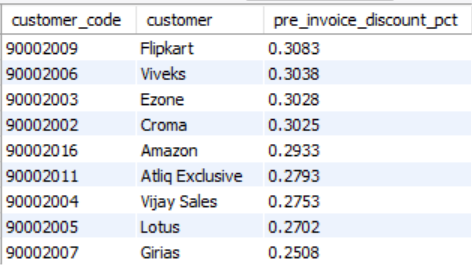 customer_code customer pre_invoice_discount_pct
90002009 Flipkart 0.3083
90002006 Viveks 0.3038
90002003 Ezone 0.3028
90002002 Croma 0.3025
90002016 Amazon 0.2933
90002011 Atliq Exclusive 0.2793
90002004 Vijay Sales 0.2753
90002005 Lotus 0.2702
90002007 Girias 0.2508